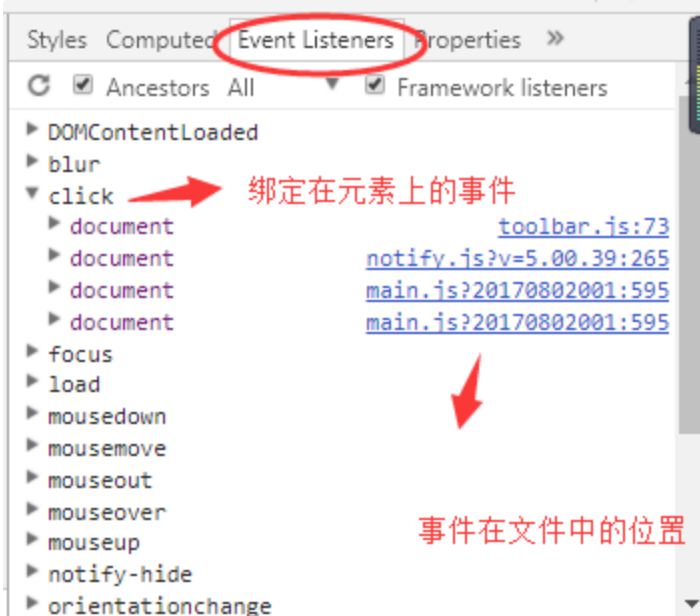 Styles Computed Event Listeners Properties »
Ancestors All Framework listeners
DOMContentLoaded
blur
click 绑定在元素上的事件
document toolbar.js:73
document notify.js?v=5.00.39:265
document main.js?20170802001:595
document main.js?20170802001:595
focus
load
mousedown
mousemove
mouseout
mouseover
事件在文件中的位置
mouseup
notify-hide
orientationchange